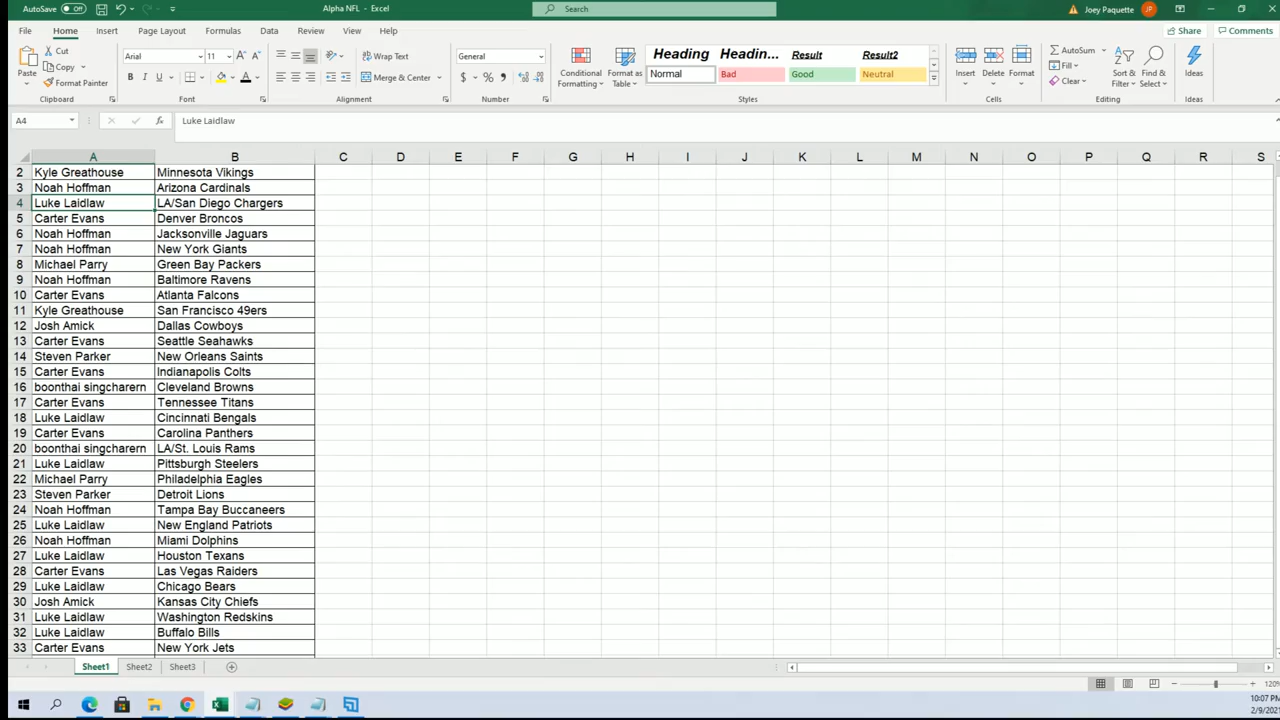 AutoSave Off
Alpha NFL - Excel
Search
Joey Paquette JP
File Home Insert Page Layout Formulas Data Review View Help
Share Comments
Paste
Cut
Copy
Format Painter
Clipboard
Arial 11
B I U
Font
Wrap Text
Merge & Center
Alignment
General
$ % ,
Number
Conditional Formatting
Format as Table
Heading Headin... Result Result2
Normal Bad Good Neutral
Styles
Insert Delete Format
Cells
AutoSum
Fill
Clear
Sort & Filter
Find & Select
Editing
Ideas
Ideas
A4 fx Luke Laidlaw
A B C D E F G H I J K L M N O P Q R S
2 Kyle Greathouse Minnesota Vikings
3 Noah Hoffman Arizona Cardinals
4 Luke Laidlaw LA/San Diego Chargers
5 Carter Evans Denver Broncos
6 Noah Hoffman Jacksonville Jaguars
7 Noah Hoffman New York Giants
8 Michael Parry Green Bay Packers
9 Noah Hoffman Baltimore Ravens
10 Carter Evans Atlanta Falcons
11 Kyle Greathouse San Francisco 49ers
12 Josh Amick Dallas Cowboys
13 Carter Evans Seattle Seahawks
14 Steven Parker New Orleans Saints
15 Carter Evans Indianapolis Colts
16 boonthai singcharern Cleveland Browns
17 Carter Evans Tennessee Titans
18 Luke Laidlaw Cincinnati Bengals
19 Carter Evans Carolina Panthers
20 boonthai singcharern LA/St. Louis Rams
21 Luke Laidlaw Pittsburgh Steelers
22 Michael Parry Philadelphia Eagles
23 Steven Parker Detroit Lions
24 Noah Hoffman Tampa Bay Buccaneers
25 Luke Laidlaw New England Patriots
26 Noah Hoffman Miami Dolphins
27 Luke Laidlaw Houston Texans
28 Carter Evans Las Vegas Raiders
29 Luke Laidlaw Chicago Bears
30 Josh Amick Kansas City Chiefs
31 Luke Laidlaw Washington Redskins
32 Luke Laidlaw Buffalo Bills
33 Carter Evans New York Jets
Sheet1 Sheet2 Sheet3
120%
10:07 PM
2/9/2021